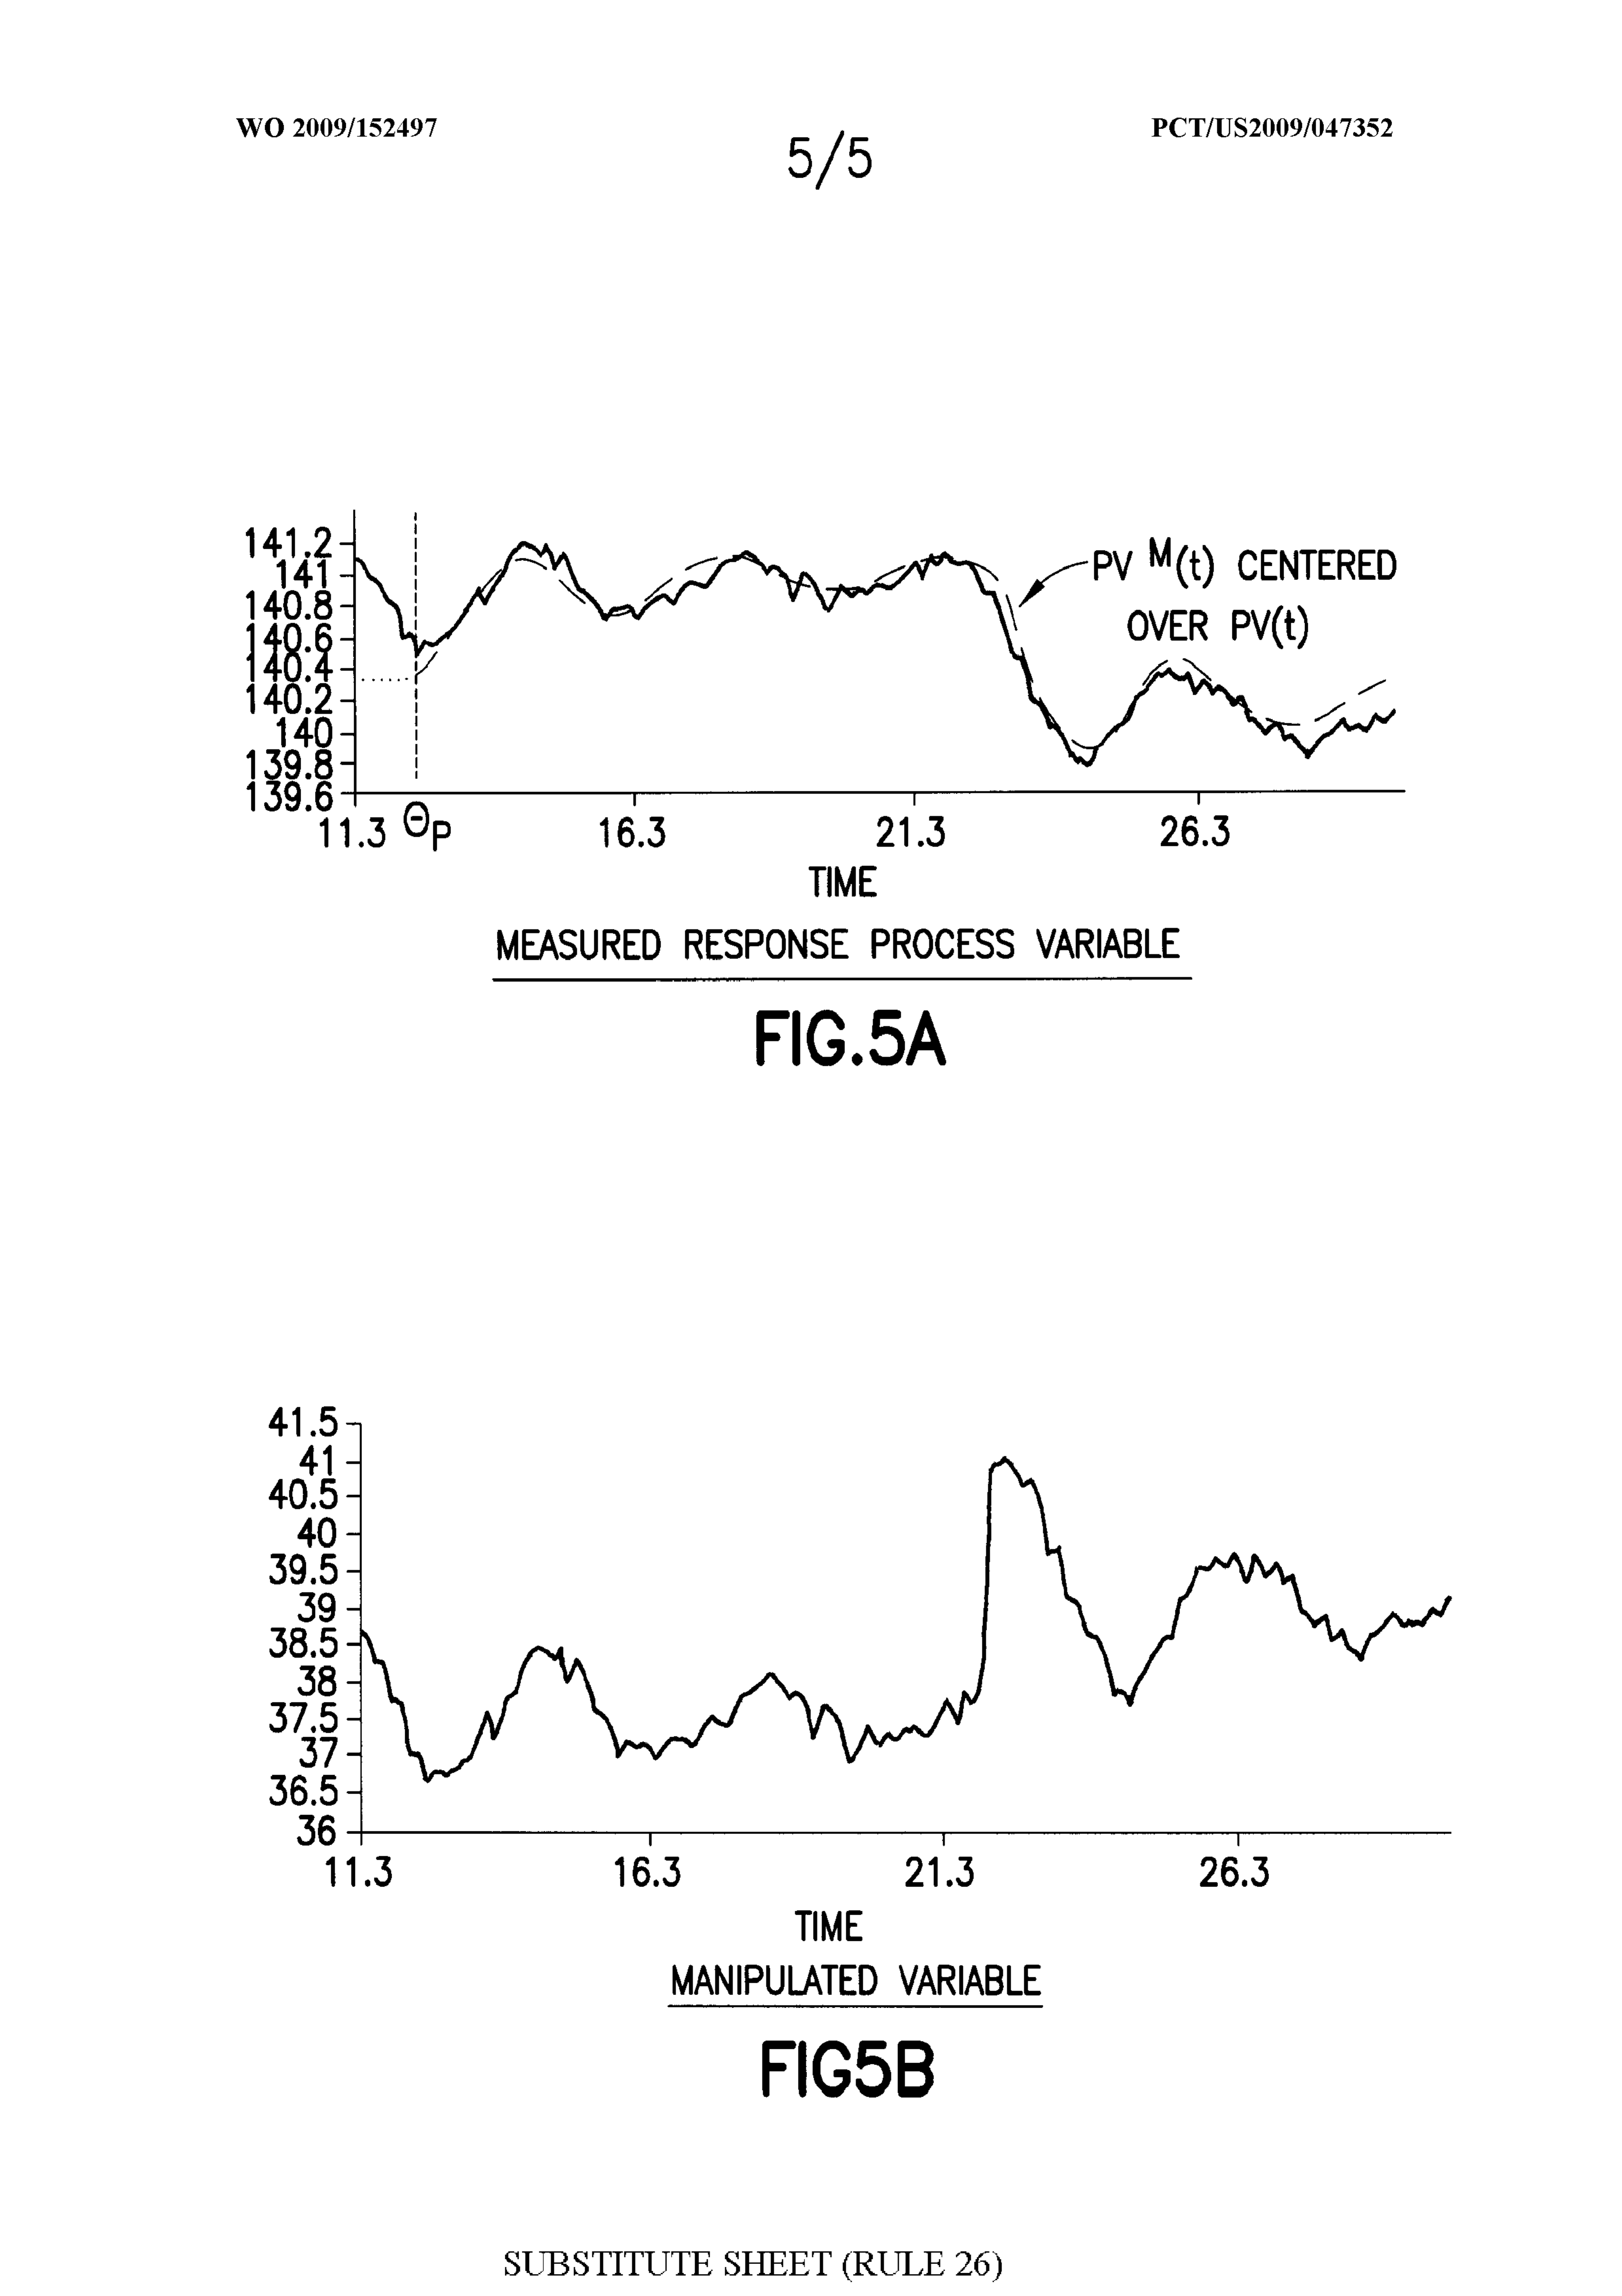 WO 2009/152497 PCT/US2009/047352
5/5
141.2
141
140.8
140.6
140.4
140.2
140
139.8
139.6
PV M(t) CENTERED
OVER PV(t)
11.3 ΘP 16.3 21.3 26.3
TIME
MEASURED RESPONSE PROCESS VARIABLE
FIG.5A
41.5
41
40.5
40
39.5
39
38.5
38
37.5
37
36.5
36
11.3 16.3 21.3 26.3
TIME
MANIPULATED VARIABLE
FIG5B
SUBSTITUTE SHEET (RULE 26)